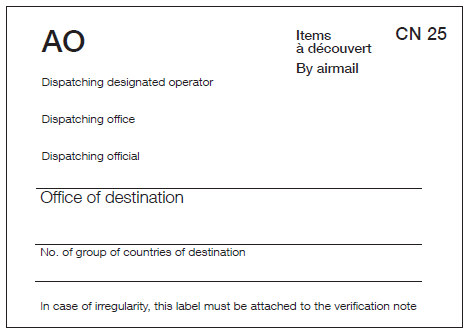 AO
Items
à découvert
By airmail
CN 25
Dispatching designated operator
Dispatching office
Dispatching official
Office of destination
No. of group of countries of destination
In case of irregularity, this label must be attached to the verification note